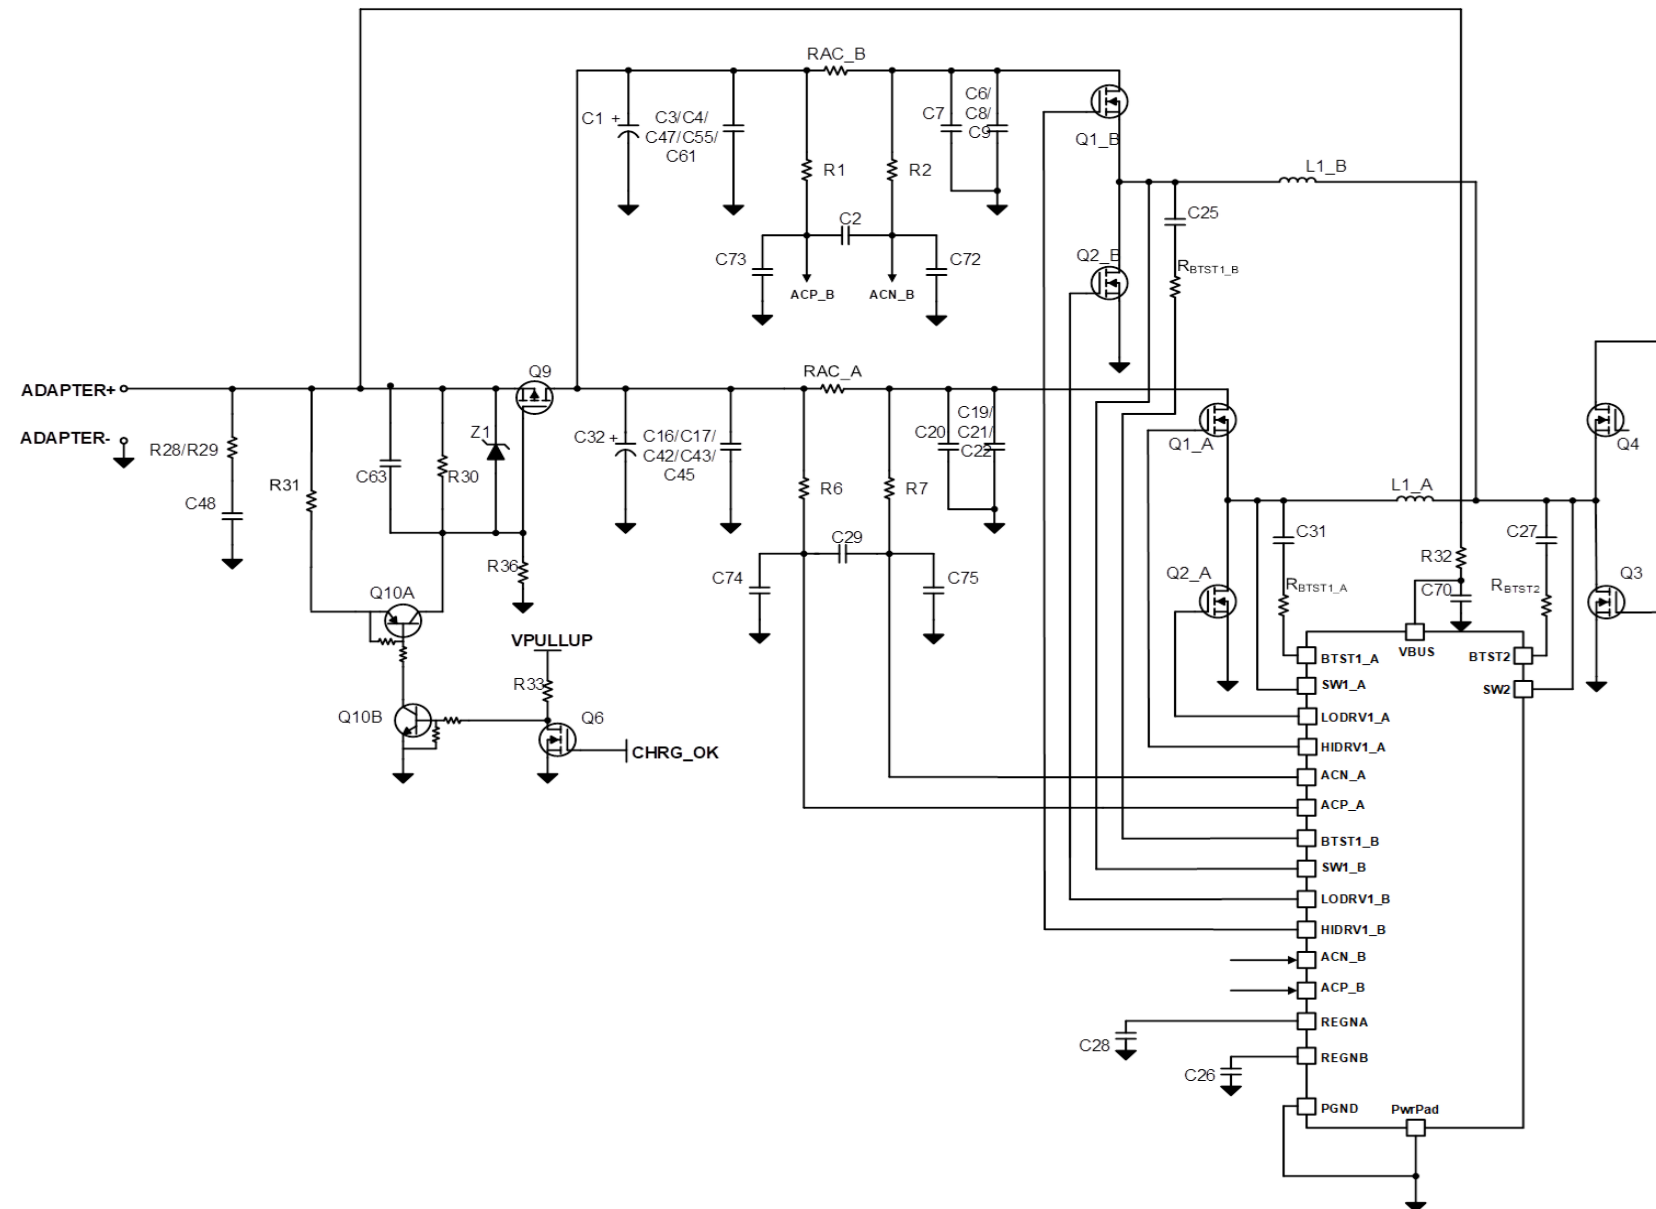 RAC_B
C1 +
C3/C4/
C47/C55/
C61
C7
C6/
C8/
C9
Q1_B
R1
R2
L1_B
C2
C25
C73
C72
Q2_B
RBTST1_B
ACP_B
ACN_B
Q9
RAC_A
ADAPTER+
ADAPTER-
R28/R29
C48
R31
C63
R30
Z1
C32 +
C16/C17/
C42/C43/
C45
C20
C19/
C21/
C22
Q1_A
Q4
R6
R7
L1_A
C29
C31
C27
R36
C74
C75
Q2_A
RBTST1_A
R32
C70
RBTST2
Q3
Q10A
VPULLUP
R33
Q10B
Q6
CHRG_OK
VBUS
BTST1_A
BTST2
SW1_A
SW2
LODRV1_A
HIDRV1_A
ACN_A
ACP_A
BTST1_B
SW1_B
LODRV1_B
HIDRV1_B
ACN_B
ACP_B
REGNA
C28
REGNB
C26
PGND
PwrPad